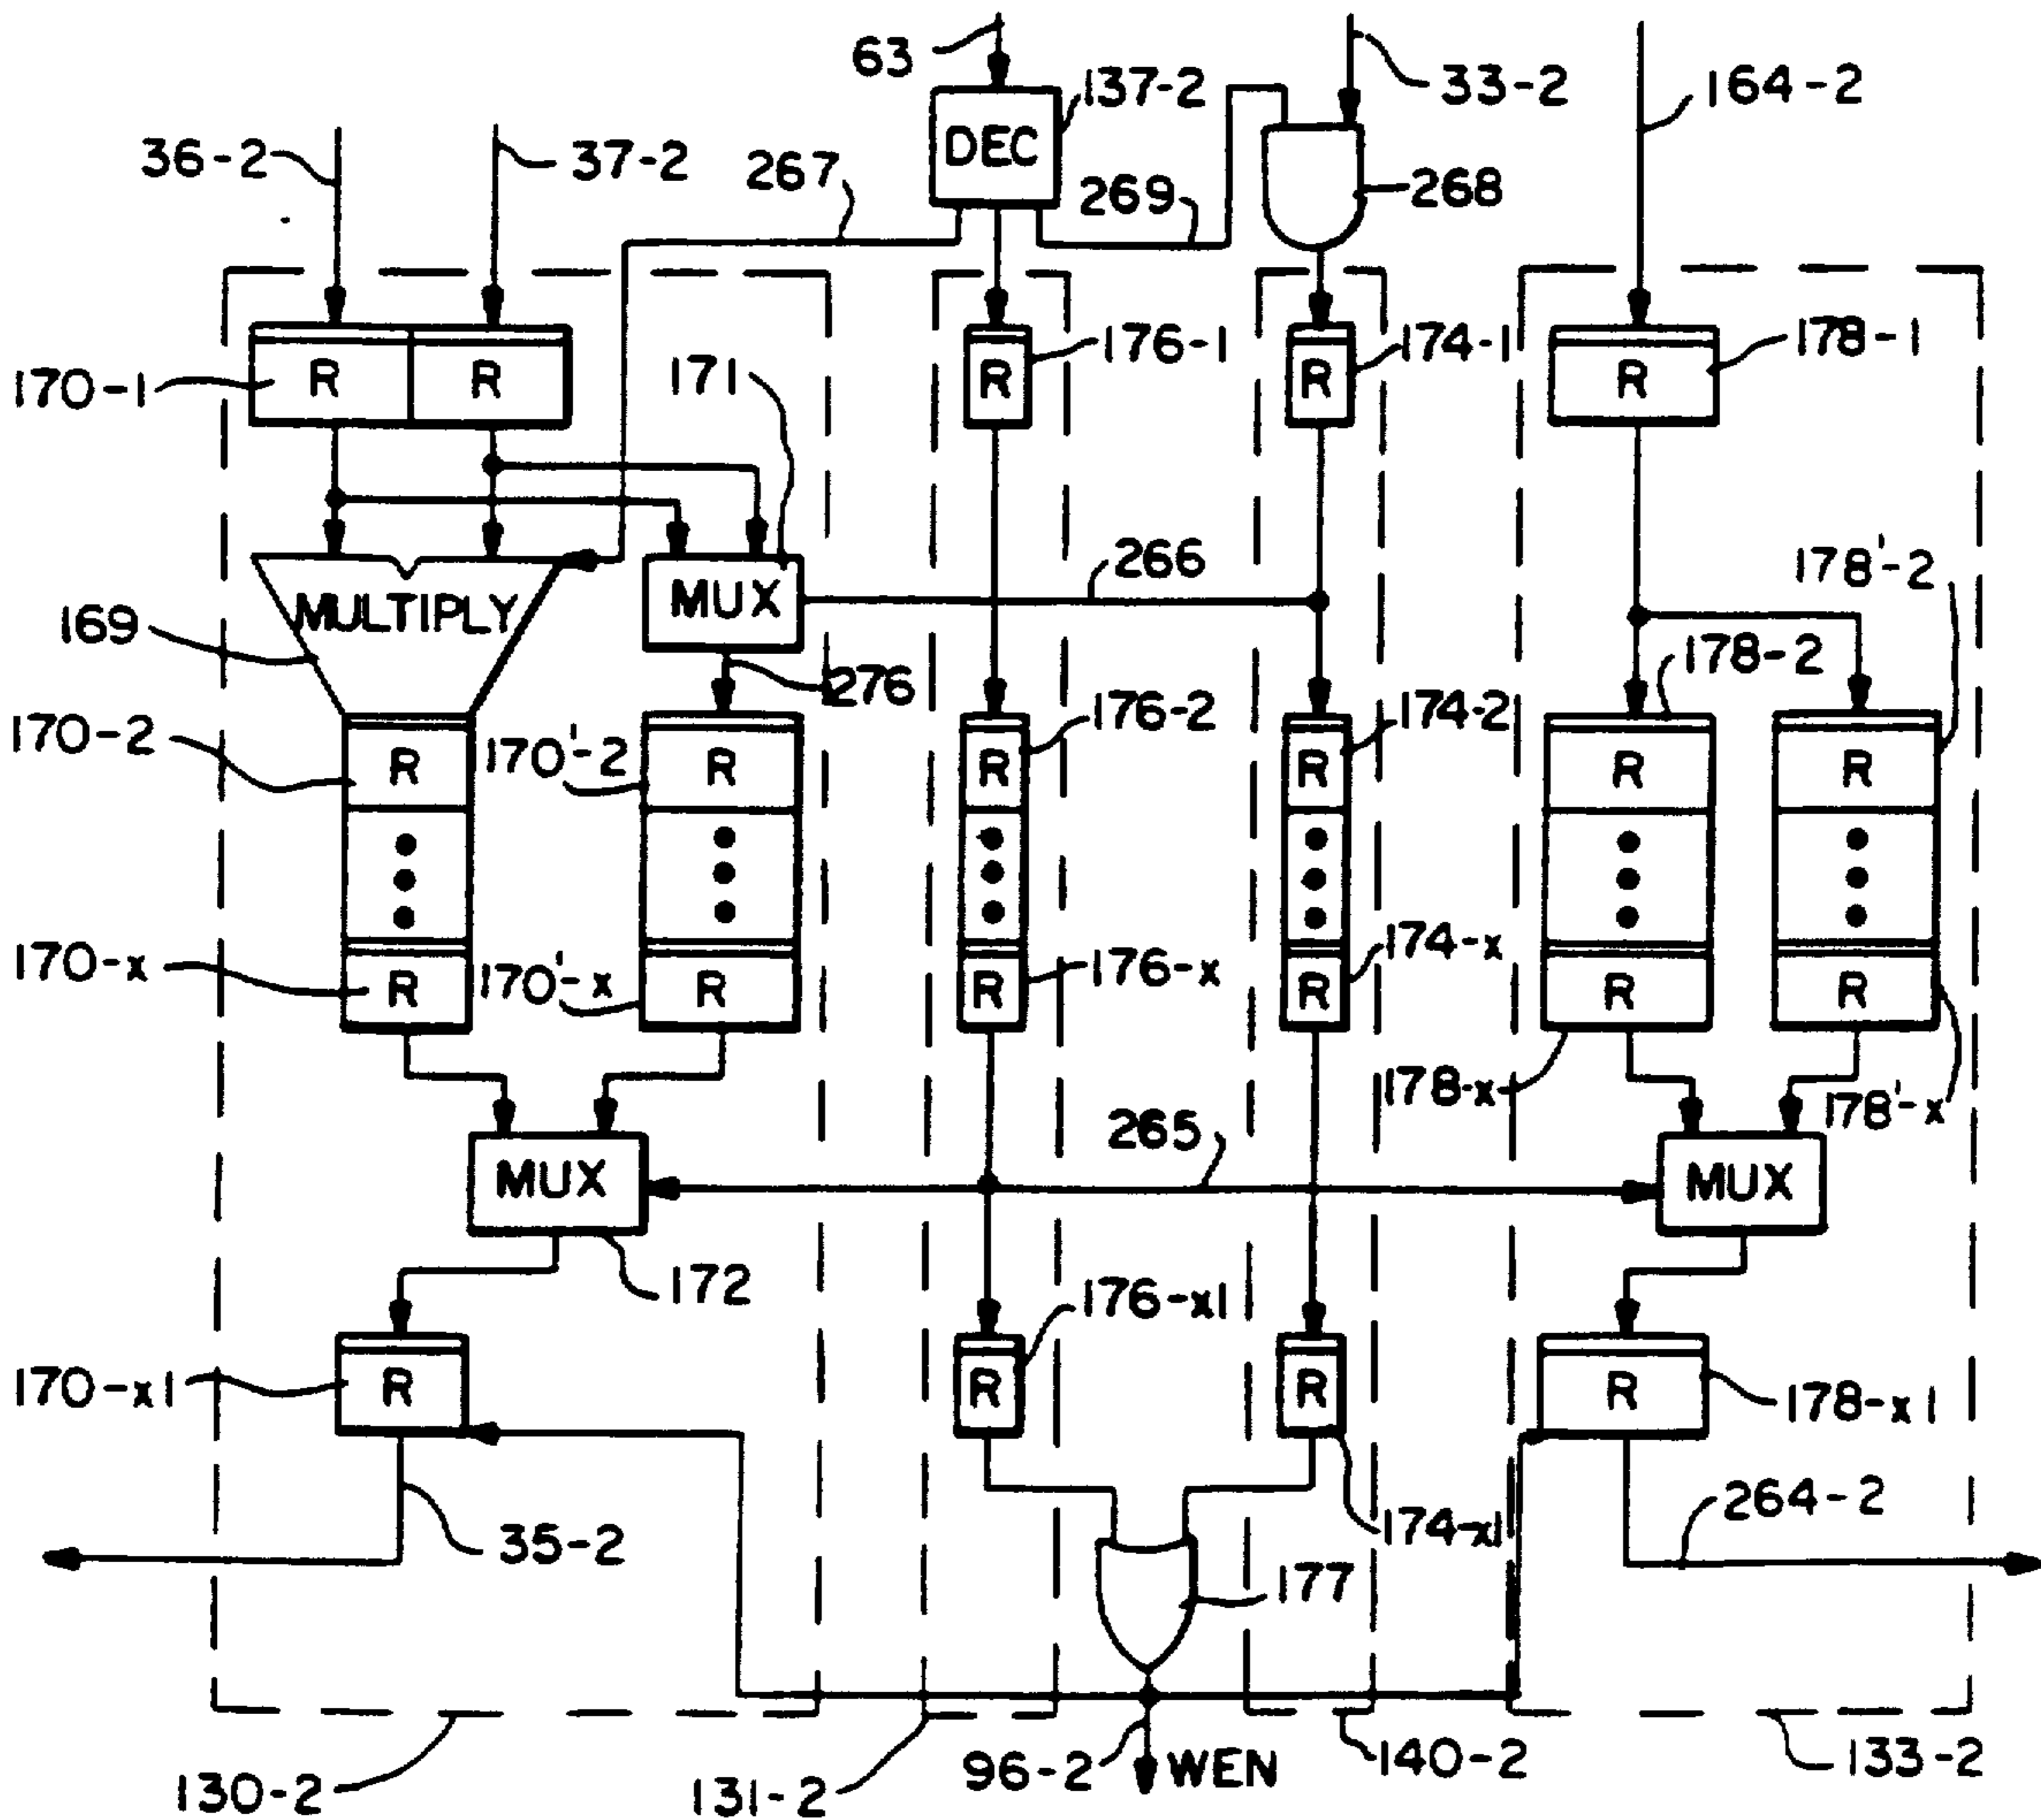 63
137-2
33-2
164-2
36-2
37-2
267
DEC
269
268
170-1
R
R
171
R
176-1
R
174-1
R
178-1
169
MULTIPLY
MUX
266
178'-2
276
178-2
170-2
R
170'-2
R
R
176-2
R
174-2
R
R
170-x
R
170'-x
R
R
176-x
R
174-x
R
R
178-x
178'-x
MUX
265
MUX
172
176-x1
170-x1
R
R
R
R
178-x1
35-2
174-x1
264-2
177
130-2
131-2
96-2
WEN
140-2
133-2